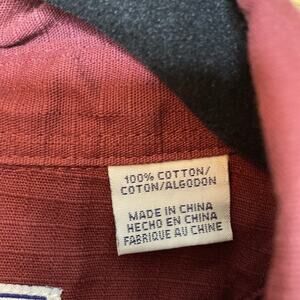 100% COTTON/
COTON/ALGODON
MADE IN CHINA
HECHO EN CHINA
FABRIQUE AU CHINE